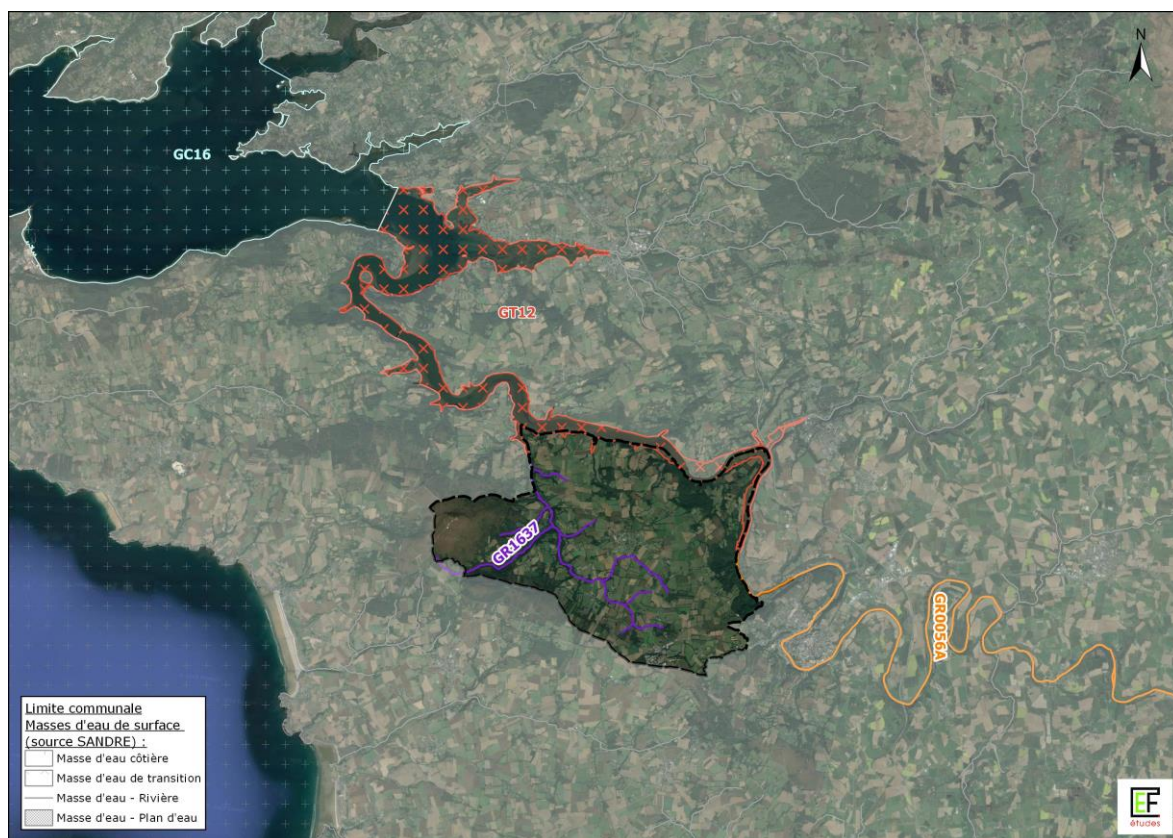 N
GC16
GT12
GR1637
GR0056A
Limite communale
Masses d'eau de surface
(source SANDRE) :
Masse d'eau côtière
Masse d'eau de transition
Masse d'eau - Rivière
Masse d'eau - Plan d'eau
EF
études